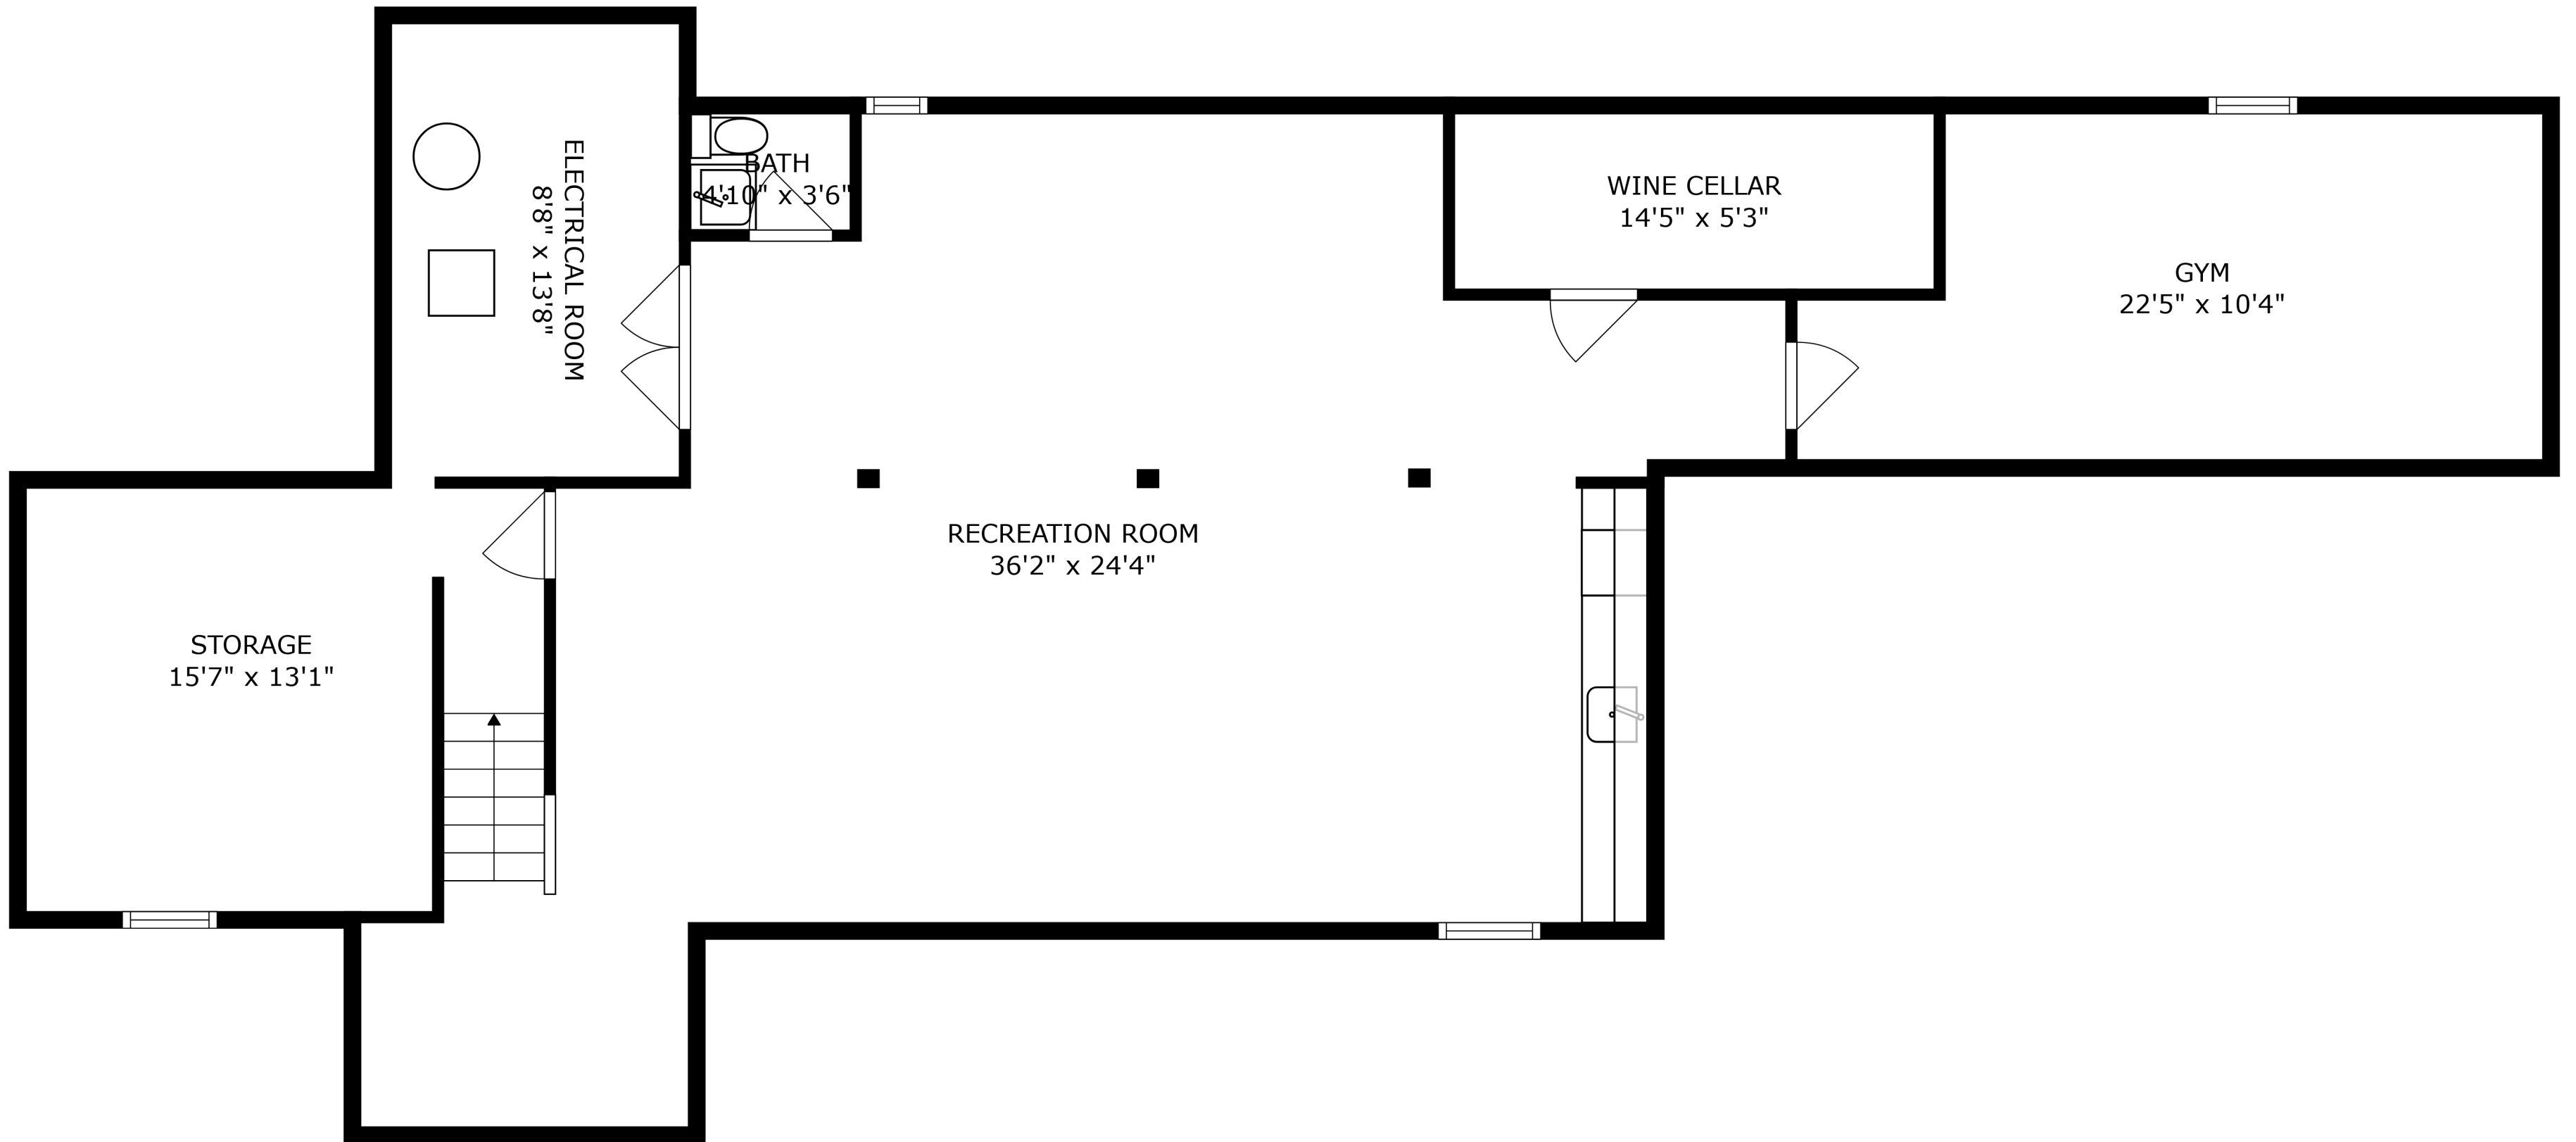 ELECTRICAL ROOM
8'8" x 13'8"
BATH
4'10" x 3'6"
WINE CELLAR
14'5" x 5'3"
GYM
22'5" x 10'4"
RECREATION ROOM
36'2" x 24'4"
STORAGE
15'7" x 13'1"